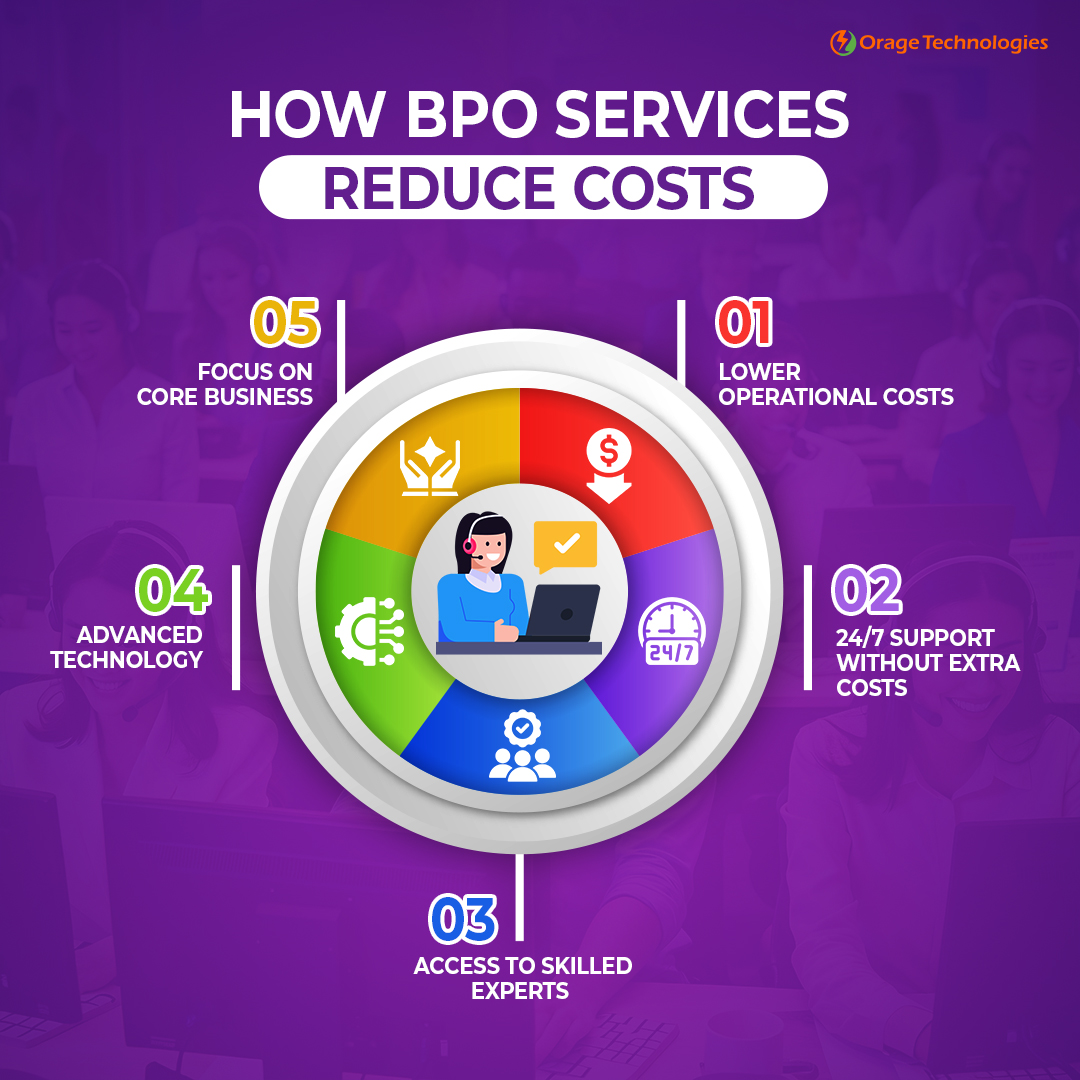 Orage Technologies
HOW BPO SERVICES
REDUCE COSTS
01
LOWER
OPERATIONAL COSTS
02
24/7 SUPPORT
WITHOUT EXTRA
COSTS
03
ACCESS TO SKILLED
EXPERTS
04
ADVANCED
TECHNOLOGY
05
FOCUS ON
CORE BUSINESS
$
24/7